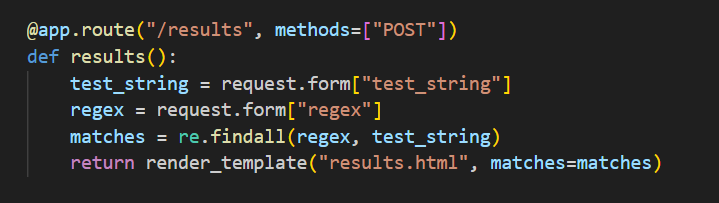 @app.route("/results", methods=["POST"])
def results():
    test_string = request.form["test_string"]
    regex = request.form["regex"]
    matches = re.findall(regex, test_string)
    return render_template("results.html", matches=matches)